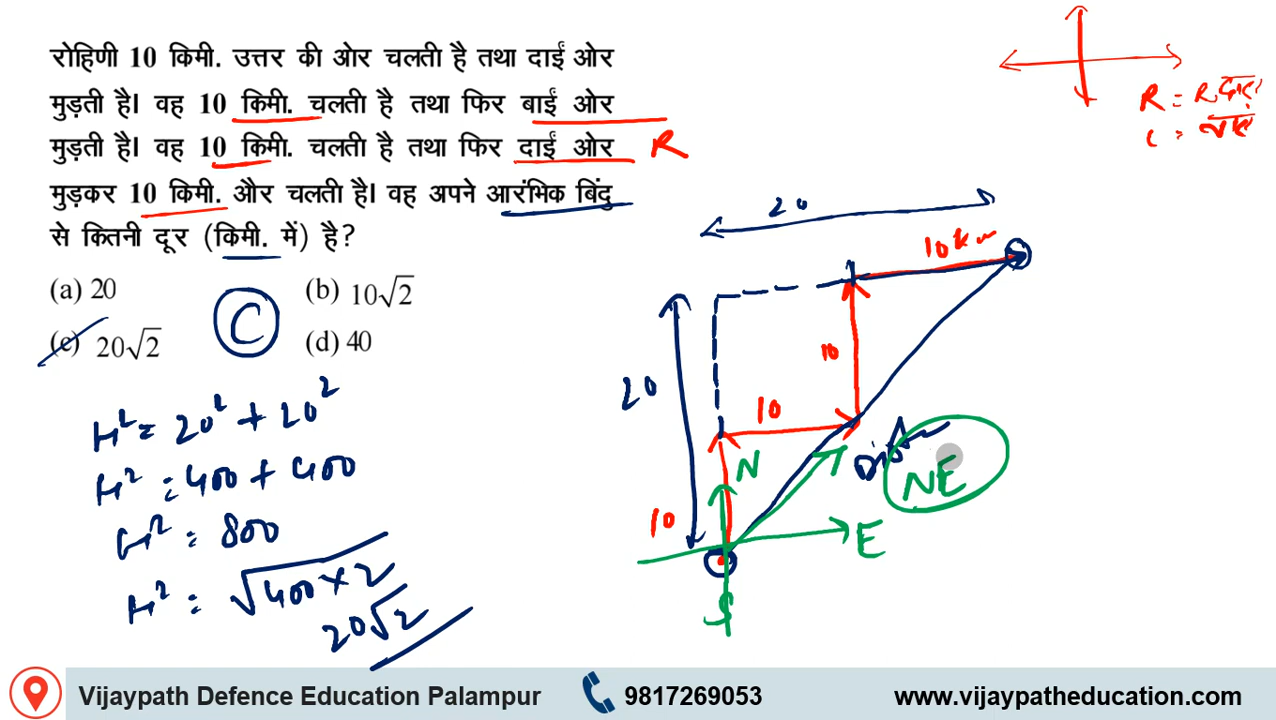 रोहिणी 10 किमी. उत्तर की ओर चलती है तथा दाईं ओर
मुड़ती है। वह 10 किमी. चलती है तथा फिर बाईं ओर
मुड़ती है। वह 10 किमी. चलती है तथा फिर दाईं ओर R
मुड़कर 10 किमी. और चलती है। वह अपने आरंभिक बिंदु
से कितनी दूर (किमी. में) है?
(a) 20 (b) 10√2
(c) 20√2 (d) 40
C
H² = 20² + 20²
H² = 400 + 400
H² = 800
H² = √400×2
20√2
R = R
20
10km
20
10
10
10
N
NE
E
S
Vijaypath Defence Education Palampur 9817269053 www.vijaypatheducation.com